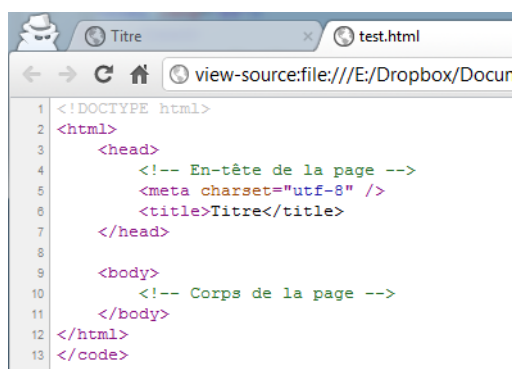 Titre
test.html
view-source:file:///E:/Dropbox/Docu
1 <!DOCTYPE html>
2 <html>
3 <head>
4 <!-- En-tête de la page -->
5 <meta charset="utf-8" />
6 <title>Titre</title>
7 </head>
8
9 <body>
10 <!-- Corps de la page -->
11 </body>
12 </html>
13 </code>